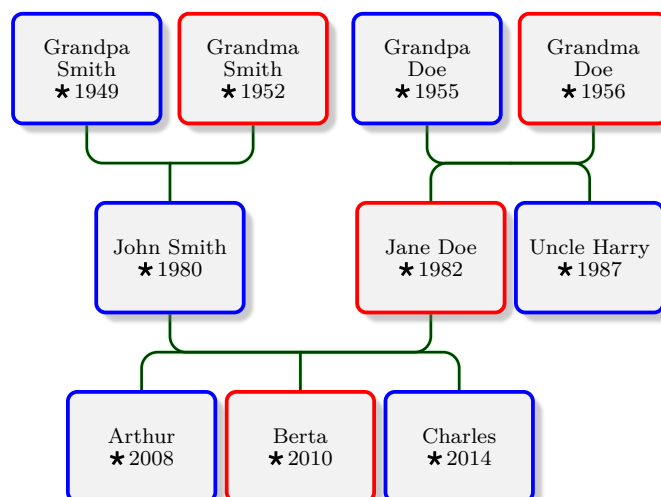 Grandpa
Smith
★1949
Grandma
Smith
★1952
Grandpa
Doe
★1955
Grandma
Doe
★1956
John Smith
★1980
Jane Doe
★1982
Uncle Harry
★1987
Arthur
★2008
Berta
★2010
Charles
★2014